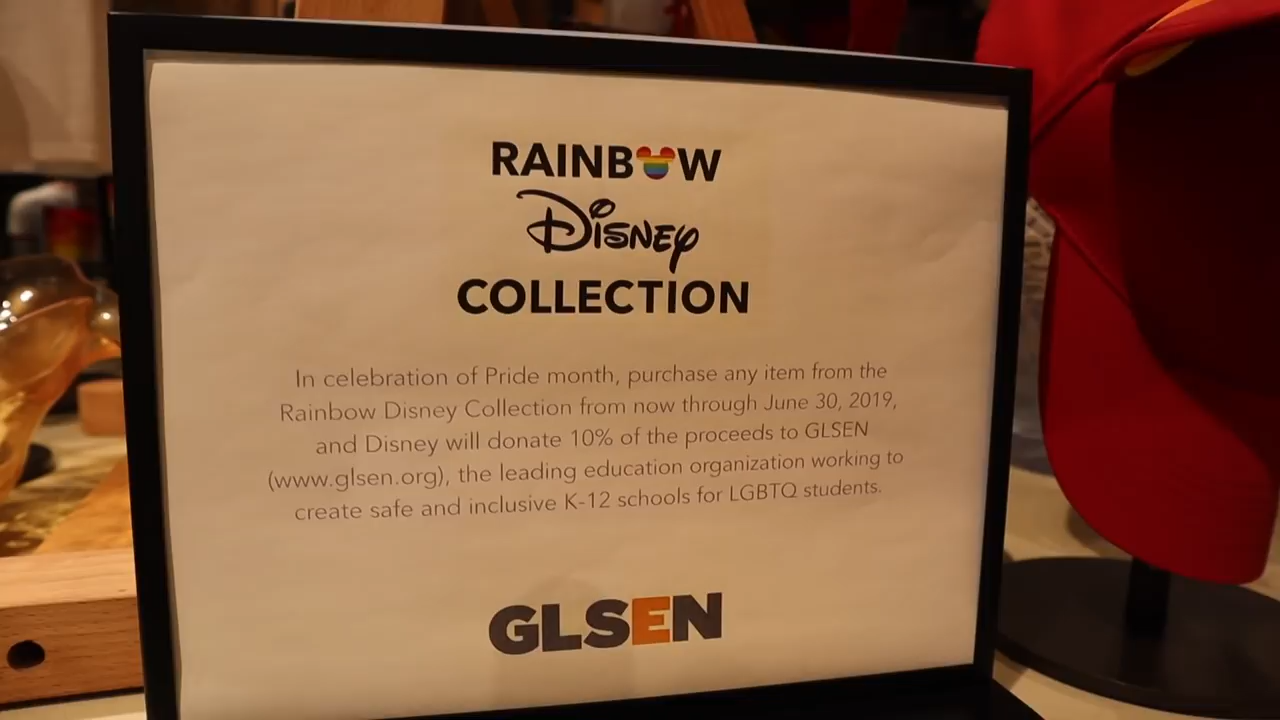 RAINBOW
Disney
COLLECTION
In celebration of Pride month, purchase any item from the
Rainbow Disney Collection from now through June 30, 2019,
and Disney will donate 10% of the proceeds to GLSEN
(www.glsen.org), the leading education organization working to
create safe and inclusive K-12 schools for LGBTQ students.
GLSEN